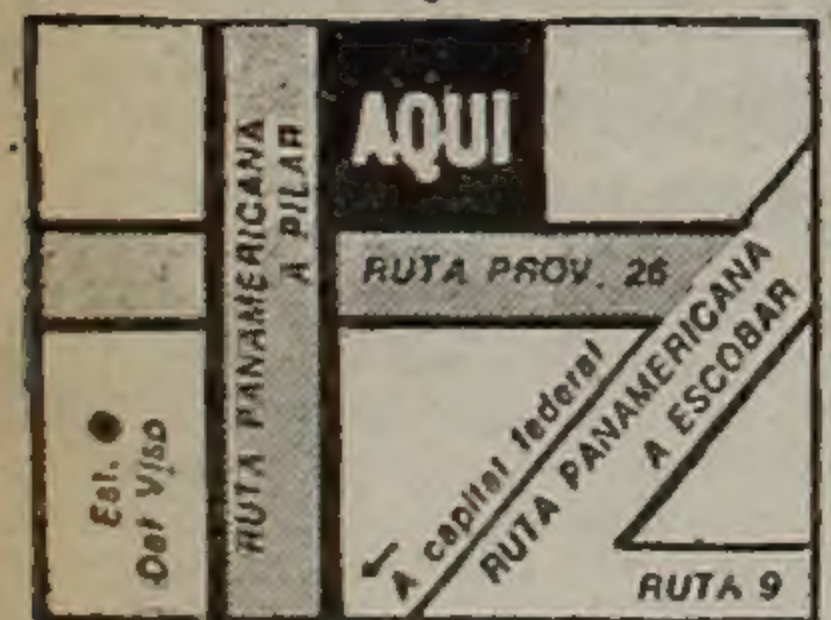 AQUI
RUTA PANAMERICANA
A PILAR
RUTA PROV. 26
A capital federal
RUTA PANAMERICANA
A ESCOBAR
Est.
Del Viso
RUTA 9